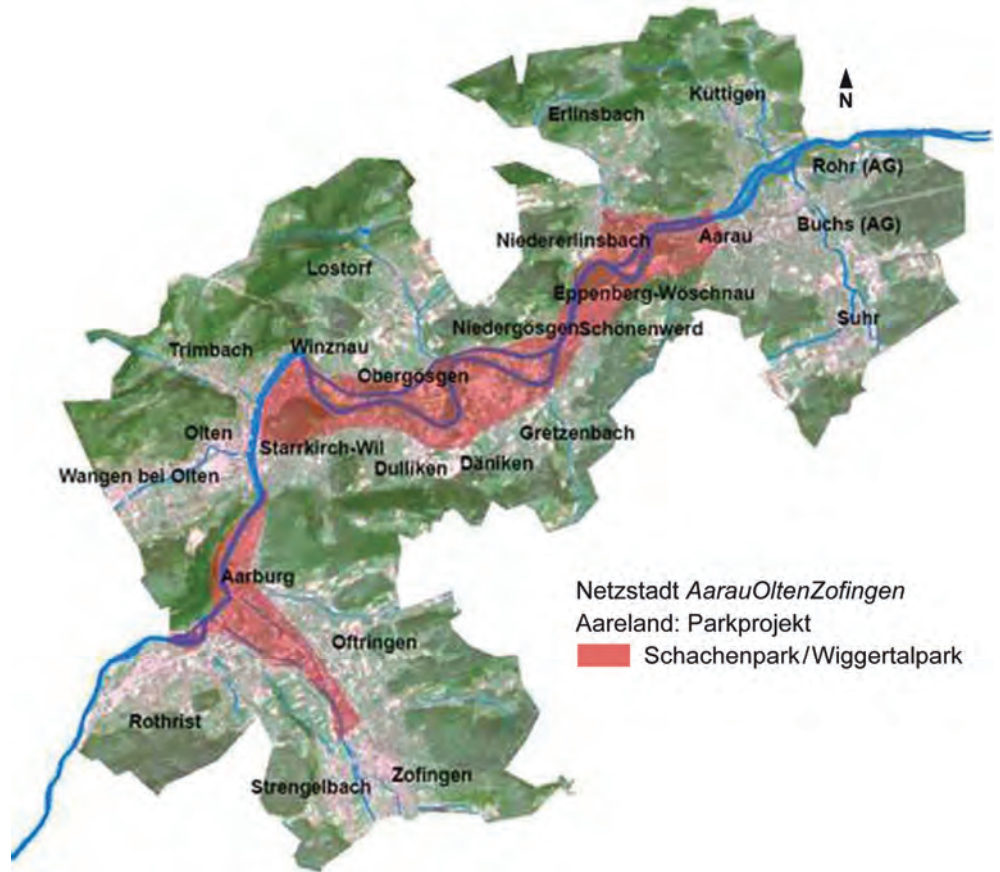 Küttigen
N
Erlinsbach
Rohr (AG)
Buchs (AG)
Niedererlinsbach
Aarau
Lostorf
Eppenberg-Wöschnau
Suhr
Niedergösgen
Schönenwerd
Winznau
Trimbach
Obergösgen
Olten
Gretzenbach
Starrkirch-Wil
Wangen bei Olten
Dulliken
Däniken
Aarburg
Netzstadt AarauOltenZofingen
Aareland: Parkprojekt
Schachenpark/Wiggertalpark
Oftringen
Rothrist
Zofingen
Strengelbach